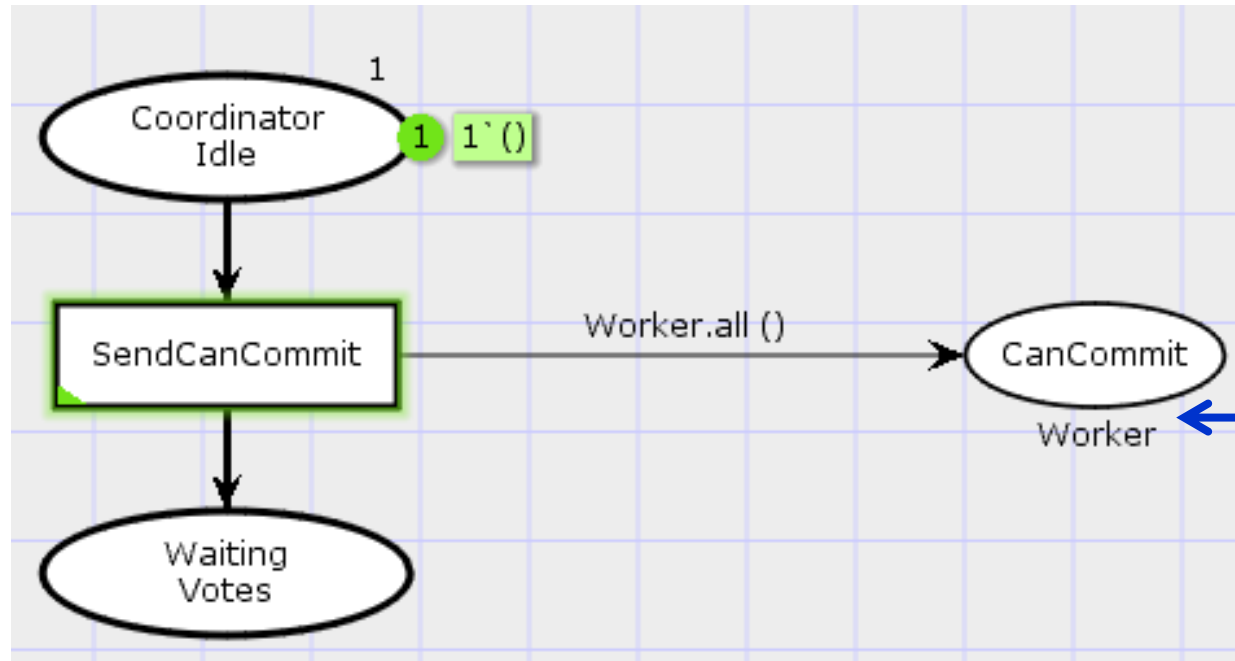 1
Coordinator
Idle
1 1`()
SendCanCommit
Worker.all ()
CanCommit
Worker
Waiting
Votes